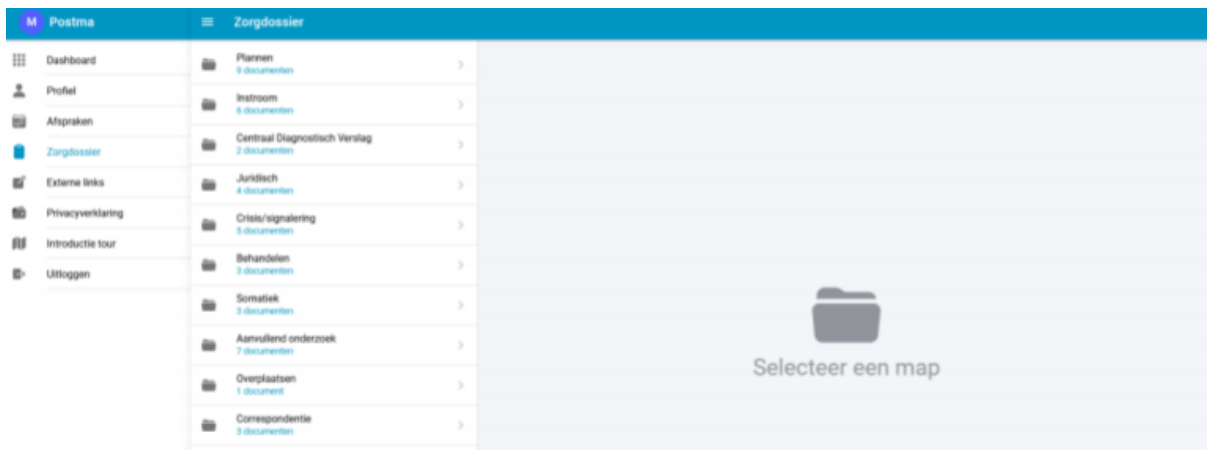 M Postma
Zorgdossier
Dashboard
Profiel
Afspraken
Zorgdossier
Externe links
Privacyverklaring
Introductie tour
Uitloggen
Plannen
9 documenten
Instroom
6 documenten
Centraal Diagnostisch Verslag
2 documenten
Juridisch
4 documenten
Crisis/signalering
5 documenten
Behandelen
3 documenten
Somatiek
3 documenten
Aanvullend onderzoek
7 documenten
Overplaatsen
1 document
Correspondentie
3 documenten
Selecteer een map